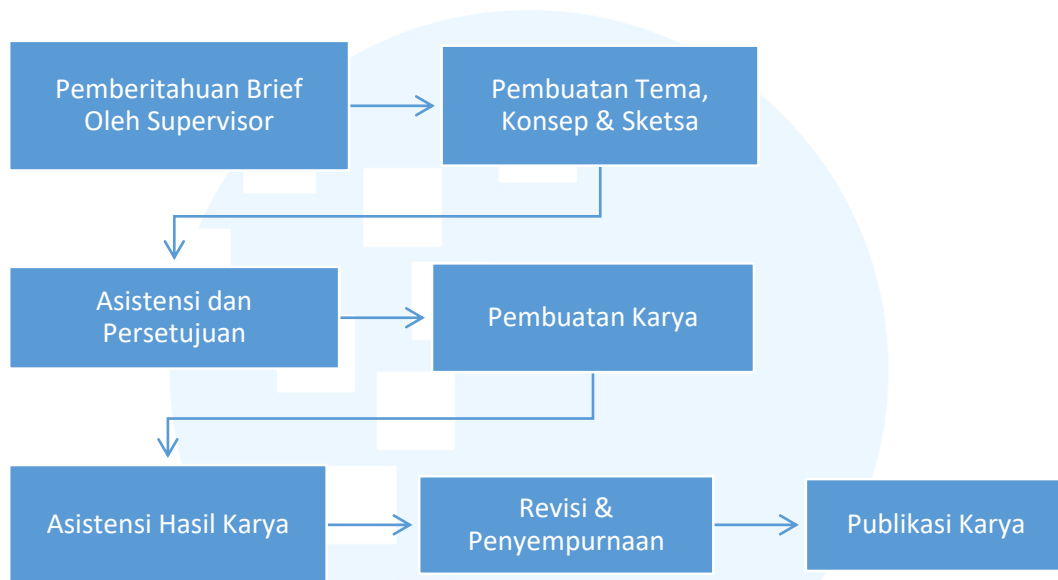 Pemberitahuan Brief
Oleh Supervisor
Pembuatan Tema,
Konsep & Sketsa
Asistensi dan
Persetujuan
Pembuatan Karya
Asistensi Hasil Karya
Revisi &
Penyempurnaan
Publikasi Karya